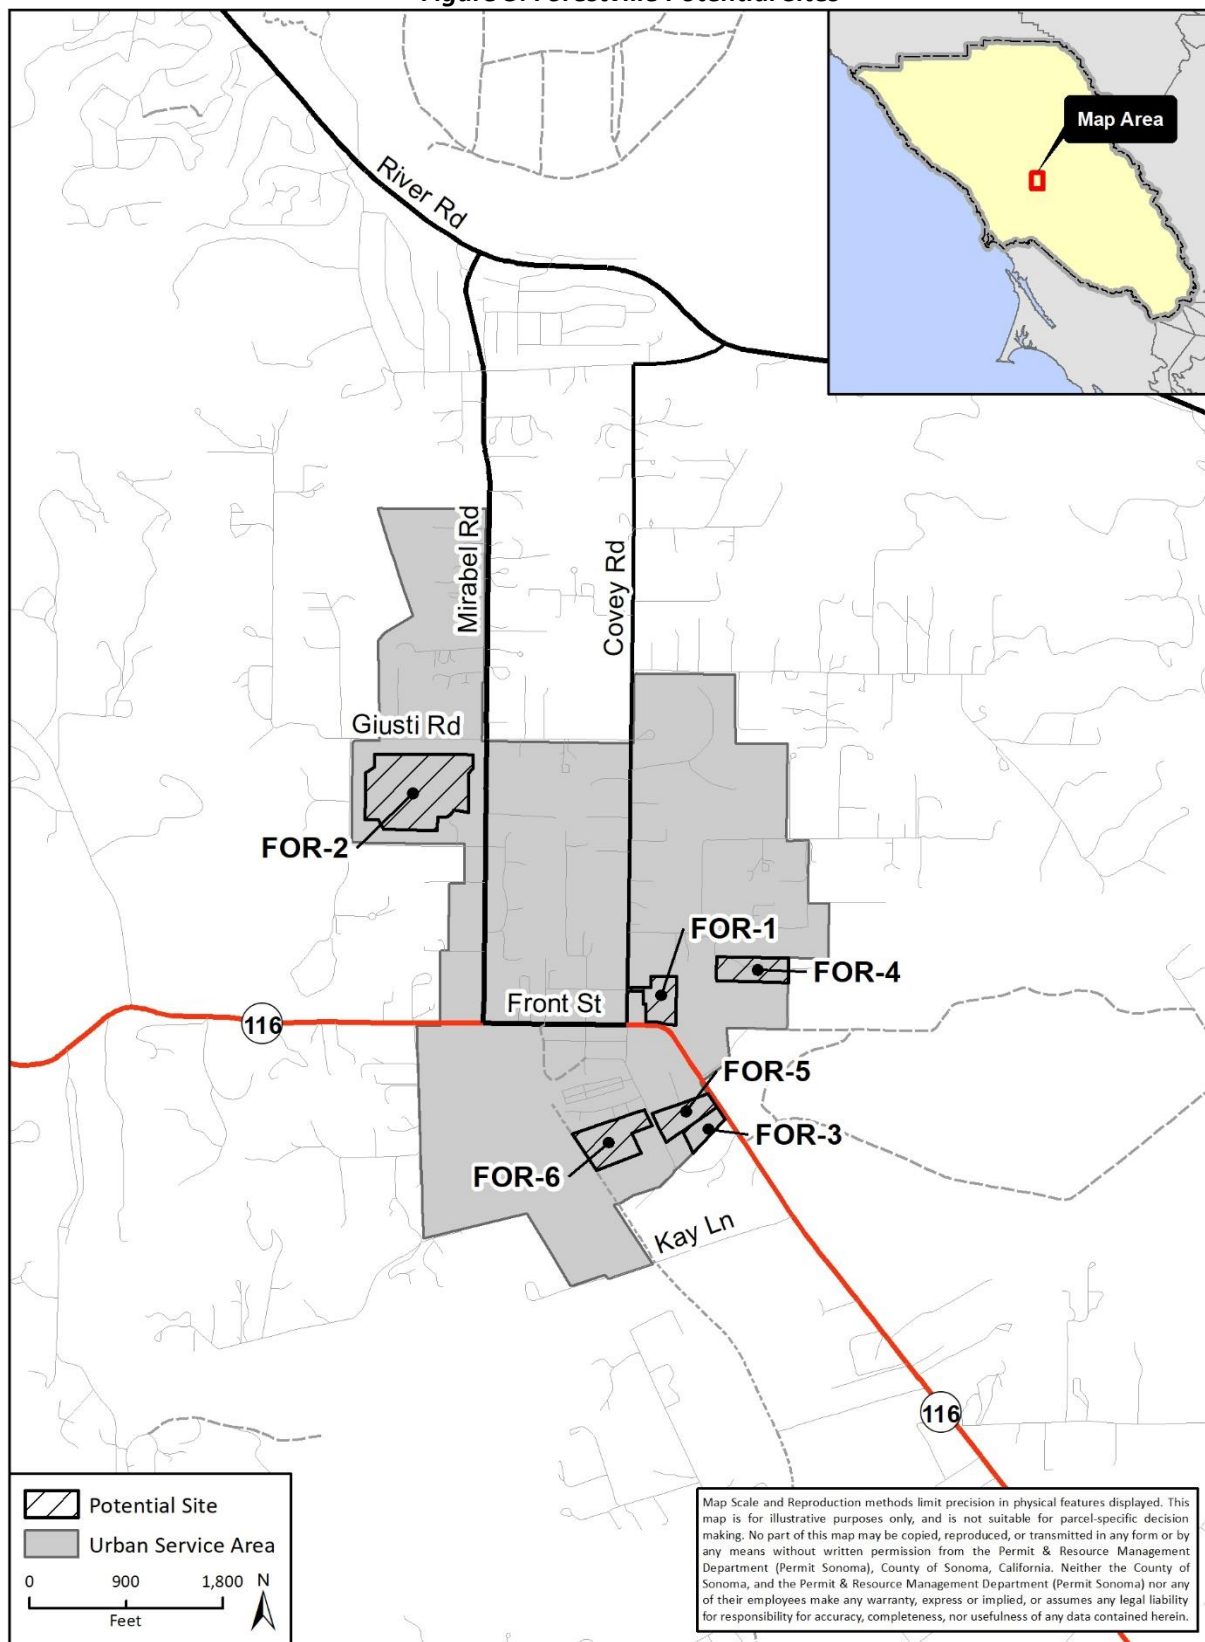 Figure 5: Forestville Potential Sites
Map Area
River Rd
Mirabel Rd
Covey Rd
Giusti Rd
FOR-2
FOR-1
FOR-4
Front St
116
FOR-5
FOR-3
FOR-6
Kay Ln
116
Potential Site
Urban Service Area
0 900 1,800
Feet
N
Map Scale and Reproduction methods limit precision in physical features displayed. This
map is for illustrative purposes only, and is not suitable for parcel-specific decision
making. No part of this map may be copied, reproduced, or transmitted in any form or by
any means without written permission from the Permit & Resource Management
Department (Permit Sonoma), County of Sonoma, California. Neither the County of
Sonoma, and the Permit & Resource Management Department (Permit Sonoma) nor any
of their employees make any warranty, express or implied, or assumes any legal liability
for responsibility for accuracy, completeness, nor usefulness of any data contained herein.